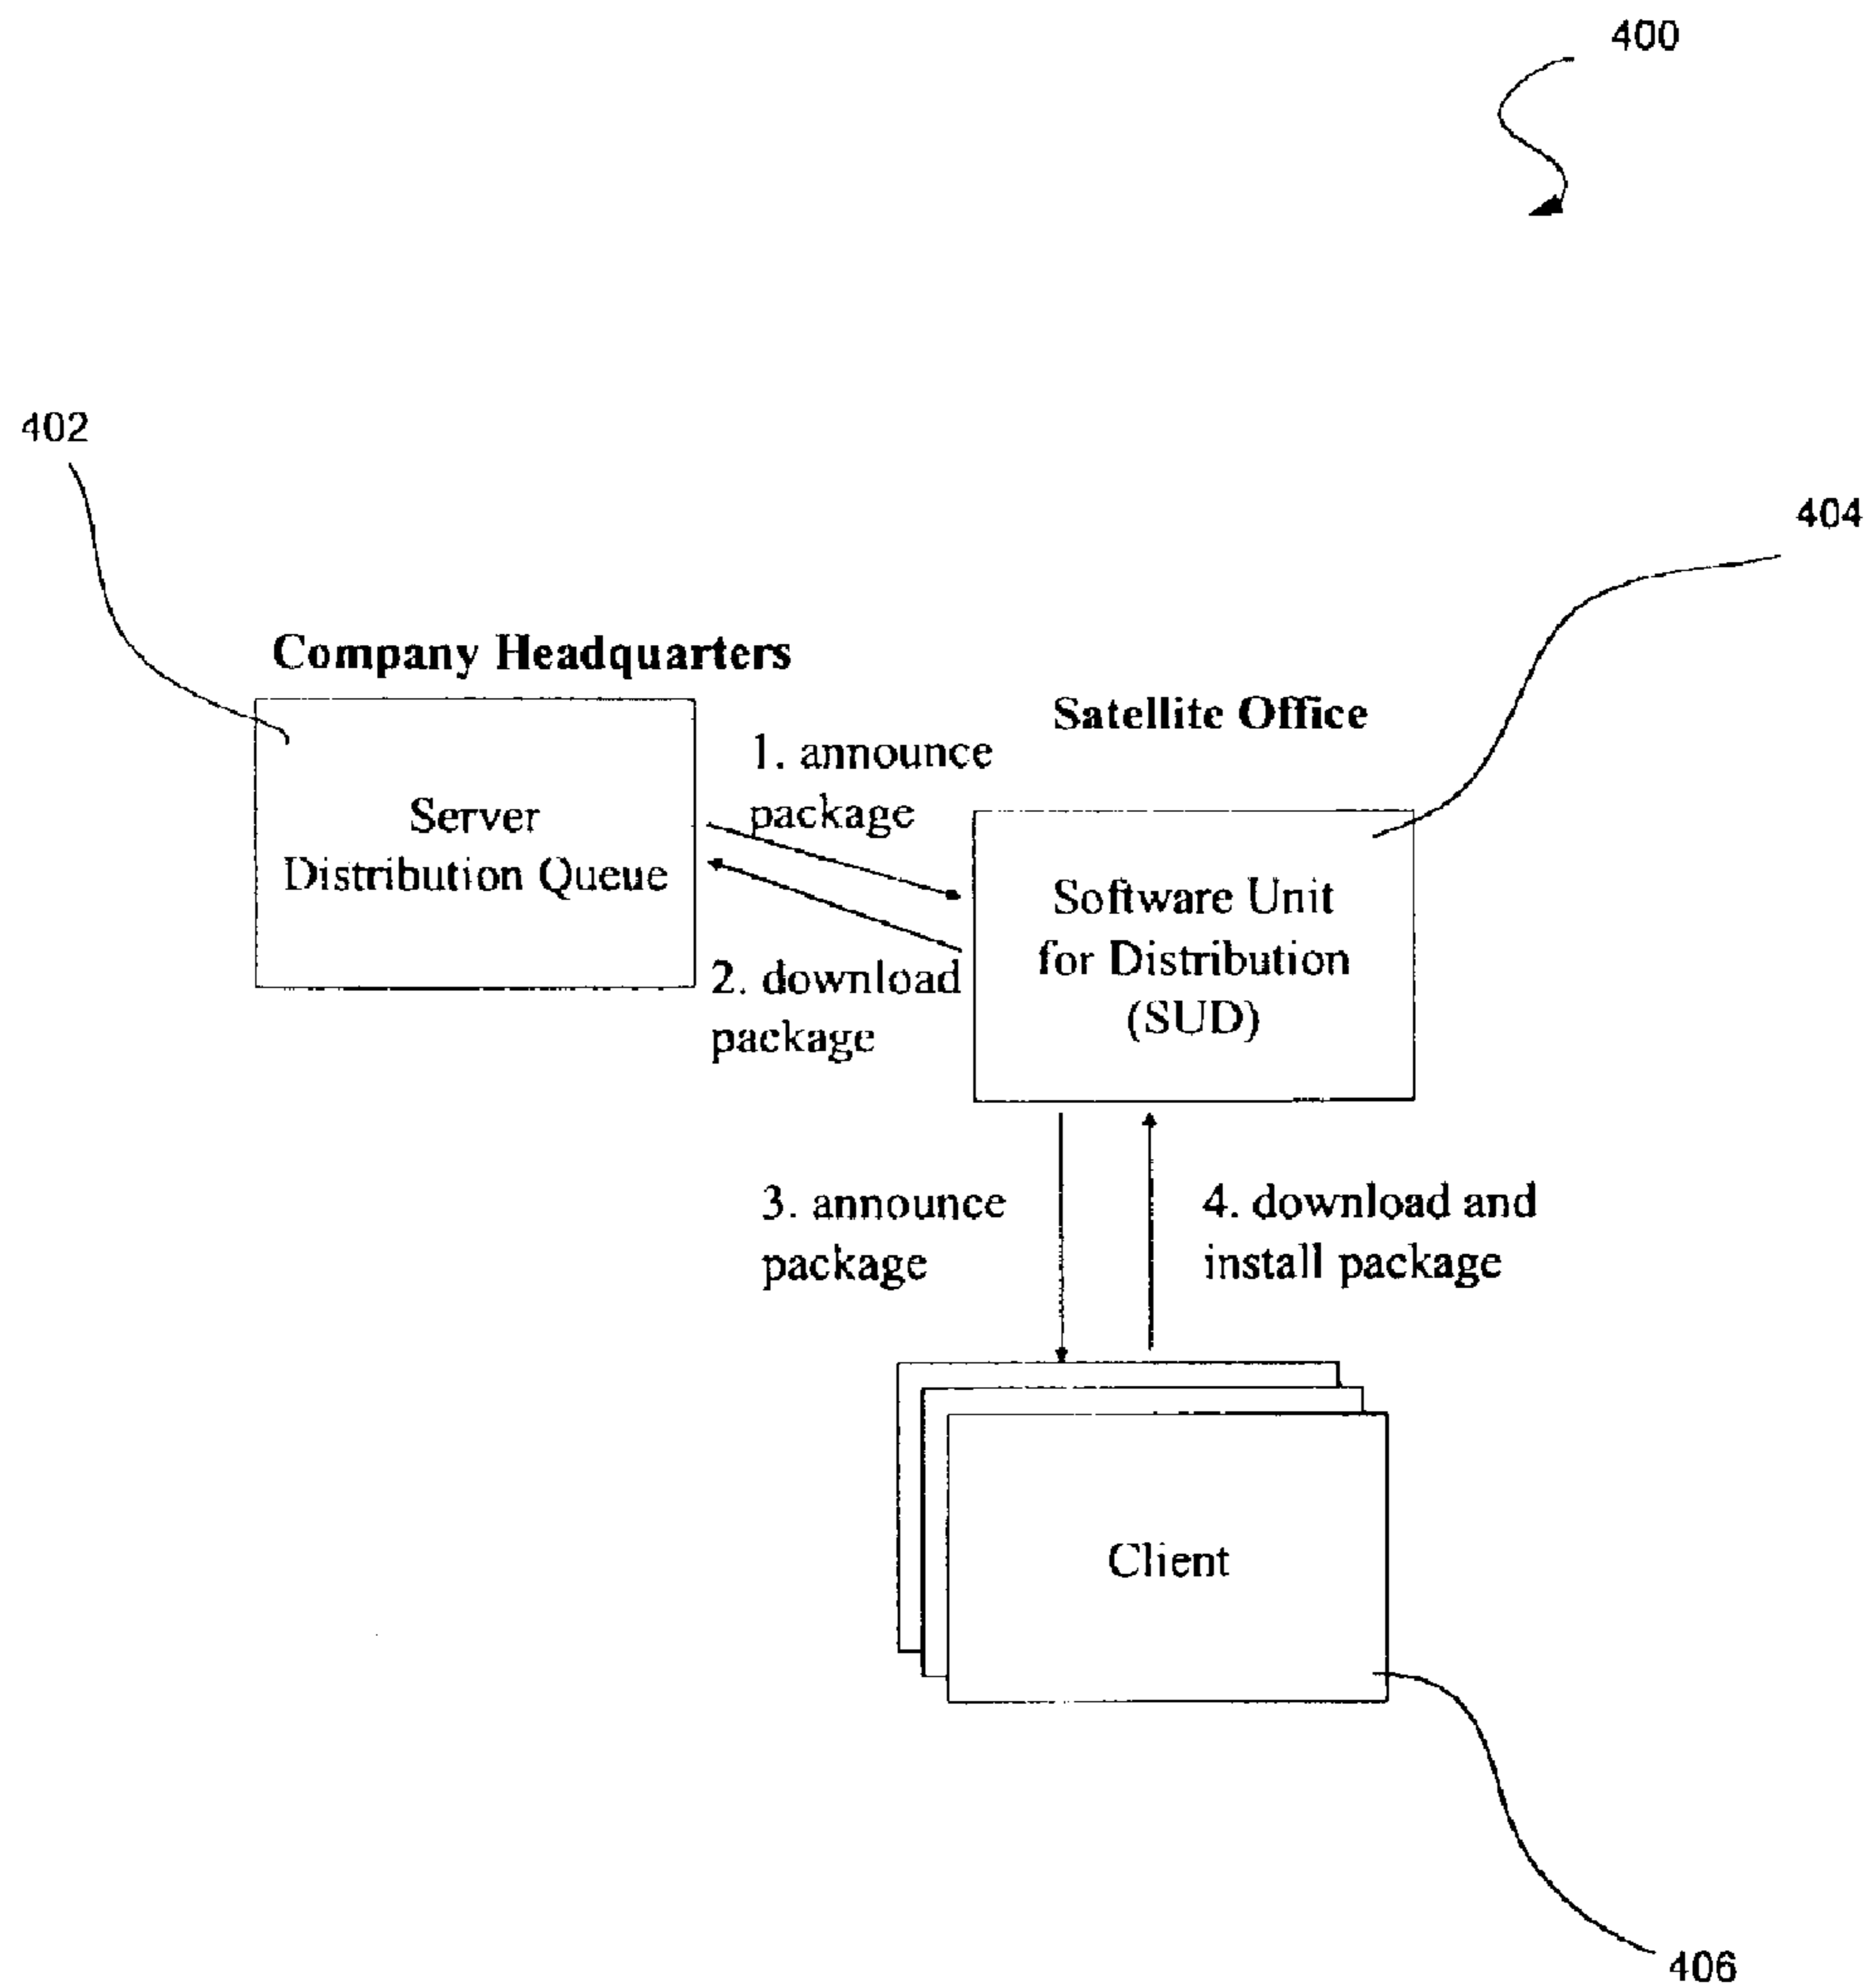 400
402
404
Company Headquarters
Satellite Office
1. announce
package
Server
Distribution Queue
Software Unit
for Distribution
(SUD)
2. download
package
3. announce
package
4. download and
install package
Client
406